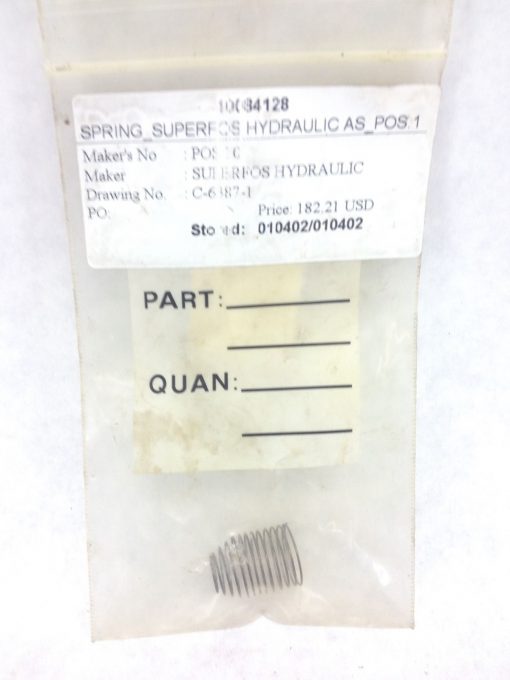 10084128
SPRING_SUPERFOS HYDRAULIC AS_POS.1
Maker's No :
Maker : SUPERFOS HYDRAULIC
Drawing No. :
PO:
Price: 182.21 USD
Stored: 010402/010402
PART:
QUAN: